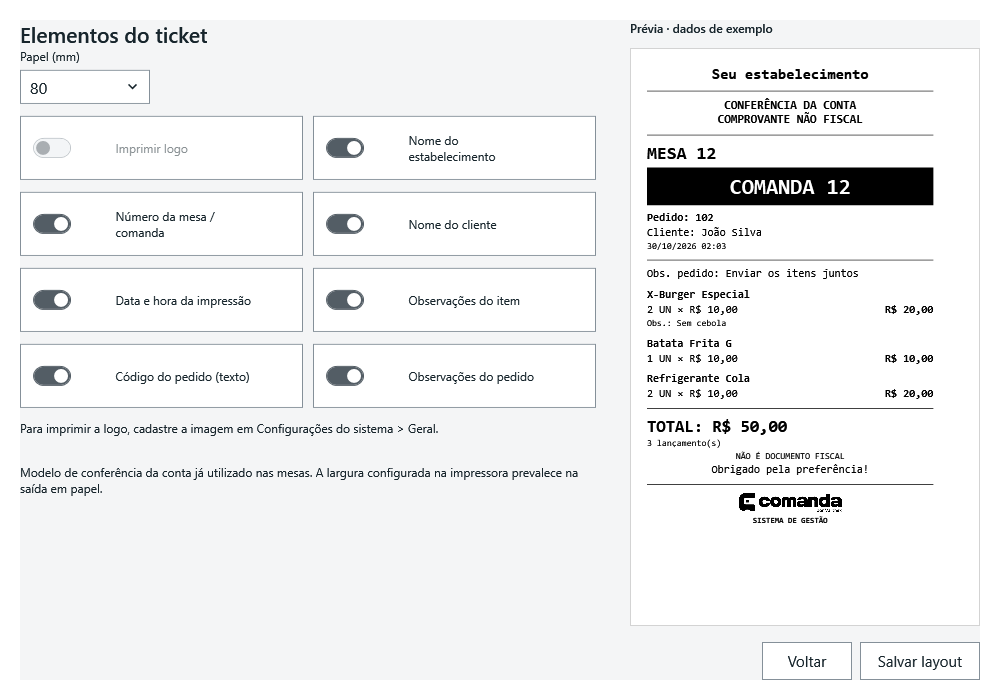 Elementos do ticket
Papel (mm)
80
Imprimir logo
Nome do
estabelecimento
Número da mesa /
comanda
Nome do cliente
Data e hora da impressão
Observações do item
Código do pedido (texto)
Observações do pedido
Para imprimir a logo, cadastre a imagem em Configurações do sistema > Geral.
Modelo de conferência da conta já utilizado nas mesas. A largura configurada na impressora prevalece na
saída em papel.
Prévia · dados de exemplo
Seu estabelecimento
CONFERÊNCIA DA CONTA
COMPROVANTE NÃO FISCAL
MESA 12
COMANDA 12
Pedido: 102
Cliente: João Silva
30/10/2026 02:03
Obs. pedido: Enviar os itens juntos
X-Burger Especial
2 UN × R$ 10,00 R$ 20,00
Obs.: Sem cebola
Batata Frita G
1 UN × R$ 10,00 R$ 10,00
Refrigerante Cola
2 UN × R$ 10,00 R$ 20,00
TOTAL: R$ 50,00
3 lançamento(s)
NÃO É DOCUMENTO FISCAL
Obrigado pela preferência!
comanda
SISTEMA DE GESTÃO
Voltar
Salvar layout